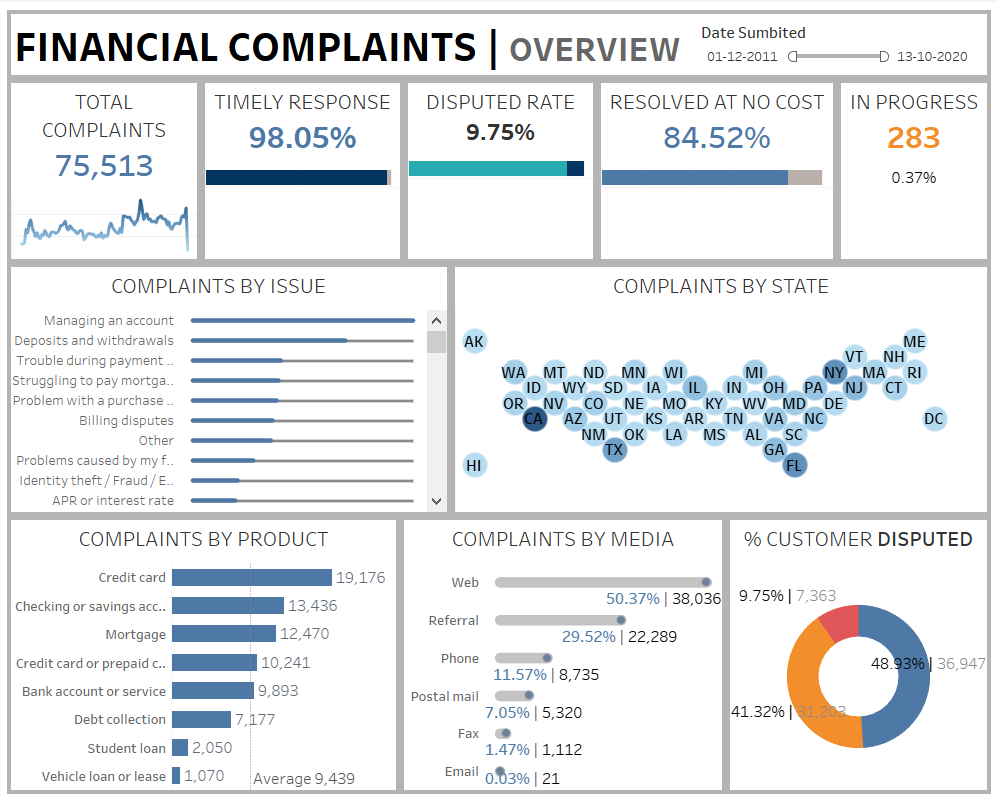 FINANCIAL COMPLAINTS | OVERVIEW
Date Sumbited
01-12-2011 13-10-2020
TOTAL
COMPLAINTS
75,513
TIMELY RESPONSE
98.05%
DISPUTED RATE
9.75%
RESOLVED AT NO COST
84.52%
IN PROGRESS
283
0.37%
COMPLAINTS BY ISSUE
Managing an account
Deposits and withdrawals
Trouble during payment ..
Struggling to pay mortga..
Problem with a purchase ..
Billing disputes
Other
Problems caused by my f..
Identity theft / Fraud / E..
APR or interest rate
COMPLAINTS BY STATE
AK ME
VT NH
WA MT ND MN WI MI NY MA RI
ID WY SD IA IL IN OH PA NJ CT
OR NV CO NE MO KY WV MD DE
CA AZ UT KS AR TN VA NC DC
NM OK LA MS AL SC
TX GA
HI FL
COMPLAINTS BY PRODUCT
Credit card 19,176
Checking or savings acc.. 13,436
Mortgage 12,470
Credit card or prepaid c.. 10,241
Bank account or service 9,893
Debt collection 7,177
Student loan 2,050
Vehicle loan or lease 1,070
Average 9,439
COMPLAINTS BY MEDIA
Web
50.37% | 38,036
Referral
29.52% | 22,289
Phone
11.57% | 8,735
Postal mail
7.05% | 5,320
Fax
1.47% | 1,112
Email
0.03% | 21
% CUSTOMER DISPUTED
9.75% | 7,363
48.93% | 36,947
41.32% | 31,203